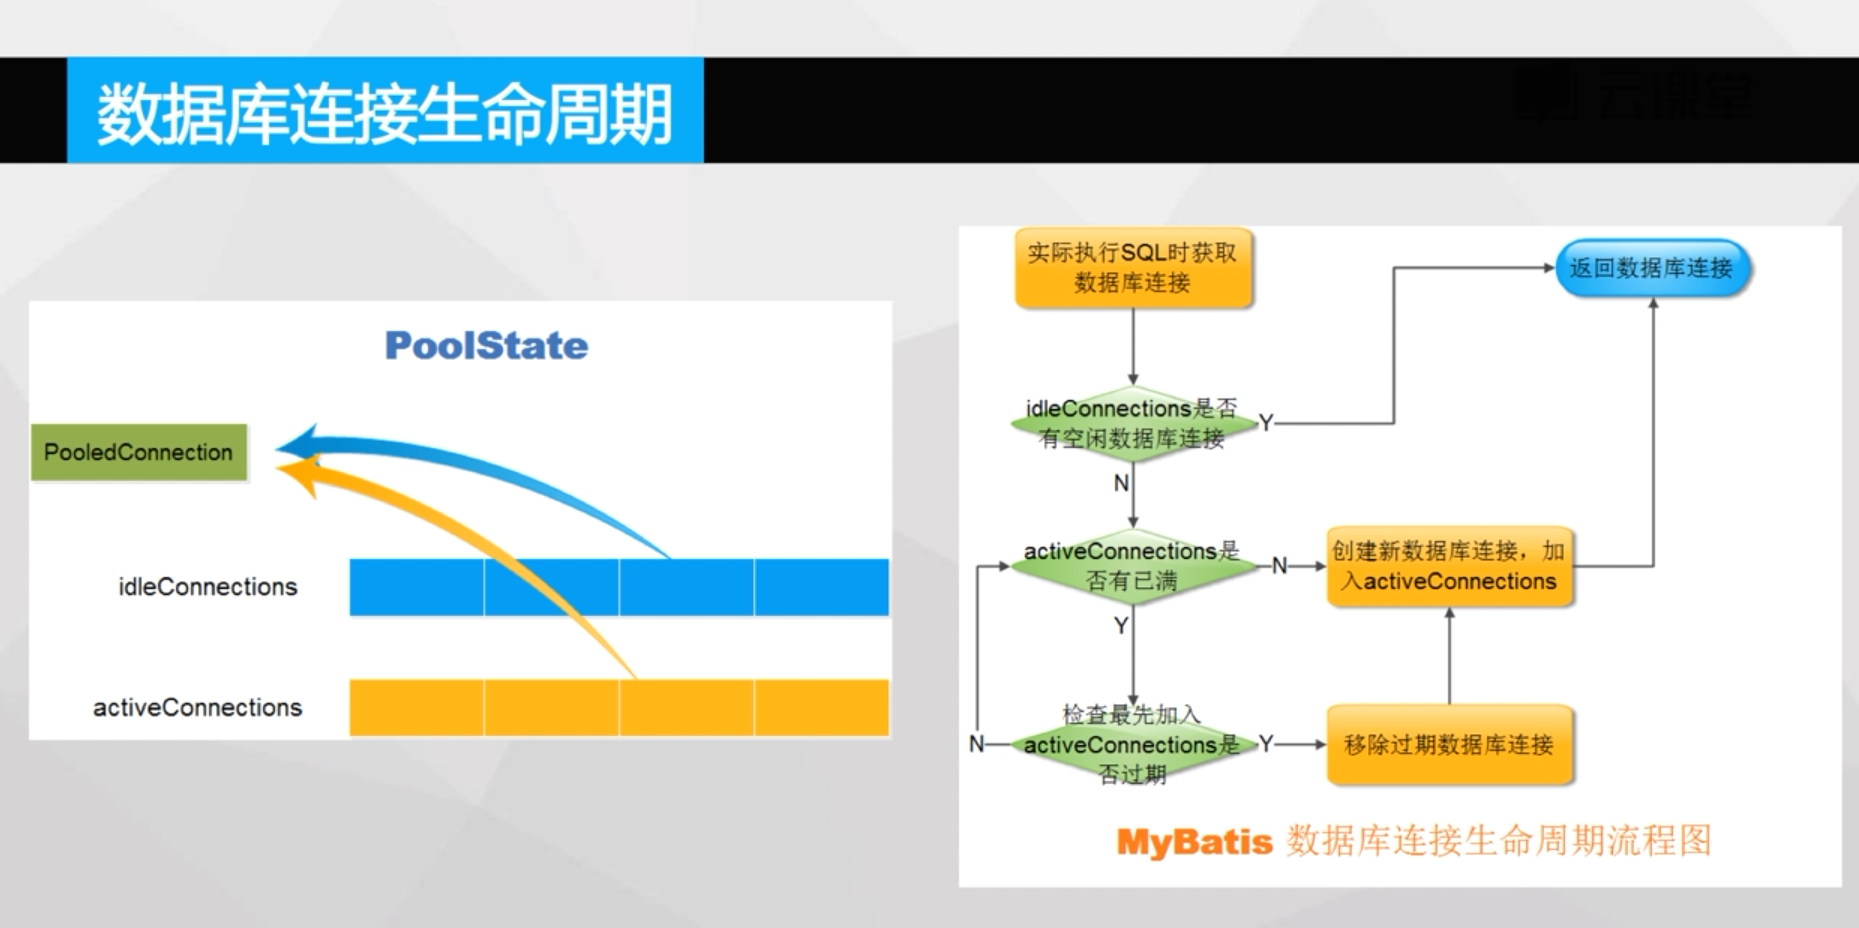 数据库连接生命周期
云课堂
PoolState
PooledConnection
idleConnections
activeConnections
实际执行SQL时获取
数据库连接
返回数据库连接
idleConnections是否
有空闲数据库连接
Y
N
activeConnections是
否有已满
N
创建新数据库连接，加
入activeConnections
Y
检查最先加入
activeConnections是
否过期
N
Y
移除过期数据库连接
MyBatis 数据库连接生命周期流程图